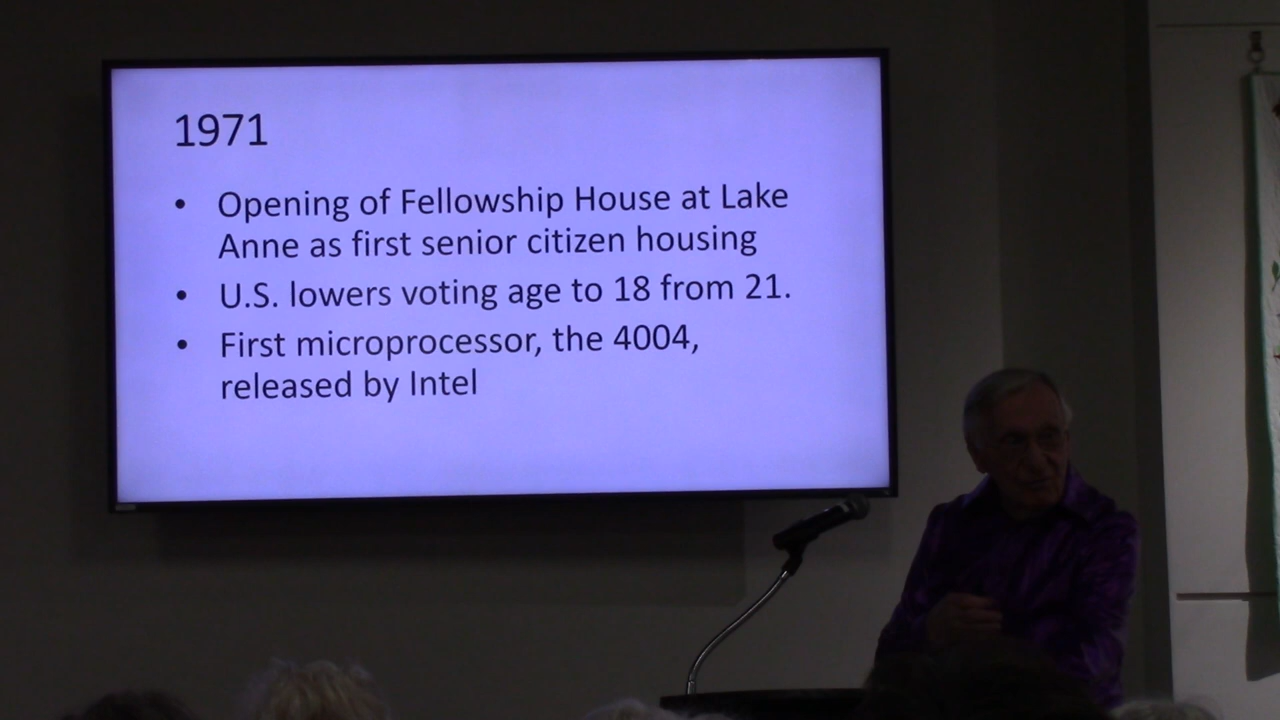 1971
• Opening of Fellowship House at Lake
Anne as first senior citizen housing
• U.S. lowers voting age to 18 from 21.
• First microprocessor, the 4004,
released by Intel